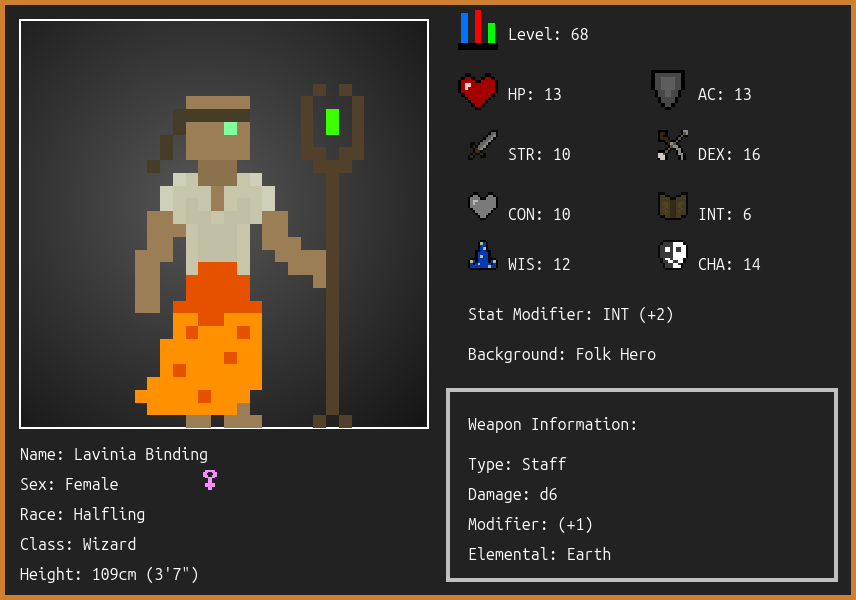 Level: 68
HP: 13
AC: 13
STR: 10
DEX: 16
CON: 10
INT: 6
WIS: 12
CHA: 14
Stat Modifier: INT (+2)
Background: Folk Hero
Weapon Information:
Type: Staff
Damage: d6
Modifier: (+1)
Elemental: Earth
Name: Lavinia Binding
Sex: Female
Race: Halfling
Class: Wizard
Height: 109cm (3'7")